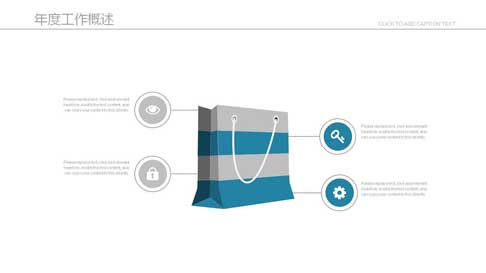 年度工作概述
CLICK TO ADD CAPTION TEXT
Please replace text, click add relevant
headline, modify the text content, also
can copy your content to this directly.
Please replace text, click add relevant
headline, modify the text content, also
can copy your content to this directly.
Please replace text, click add relevant
headline, modify the text content, also
can copy your content to this directly.
Please replace text, click add relevant
headline, modify the text content, also
can copy your content to this directly.